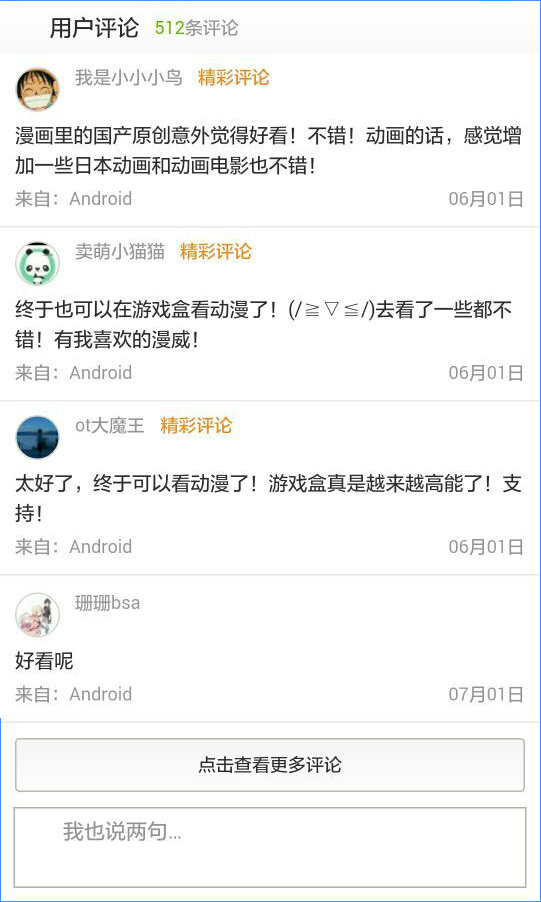 用户评论 512条评论
我是小小小鸟 精彩评论
漫画里的国产原创意外觉得好看！不错！动画的话，感觉增
加一些日本动画和动画电影也不错！
来自：Android 06月01日
卖萌小猫猫 精彩评论
终于也可以在游戏盒看动漫了！(/≧▽≦/)去看了一些都不
错！有我喜欢的漫威！
来自：Android 06月01日
ot大魔王 精彩评论
太好了，终于可以看动漫了！游戏盒真是越来越高能了！支
持！
来自：Android 06月01日
珊珊bsa
好看呢
来自：Android 07月01日
点击查看更多评论
我也说两句...